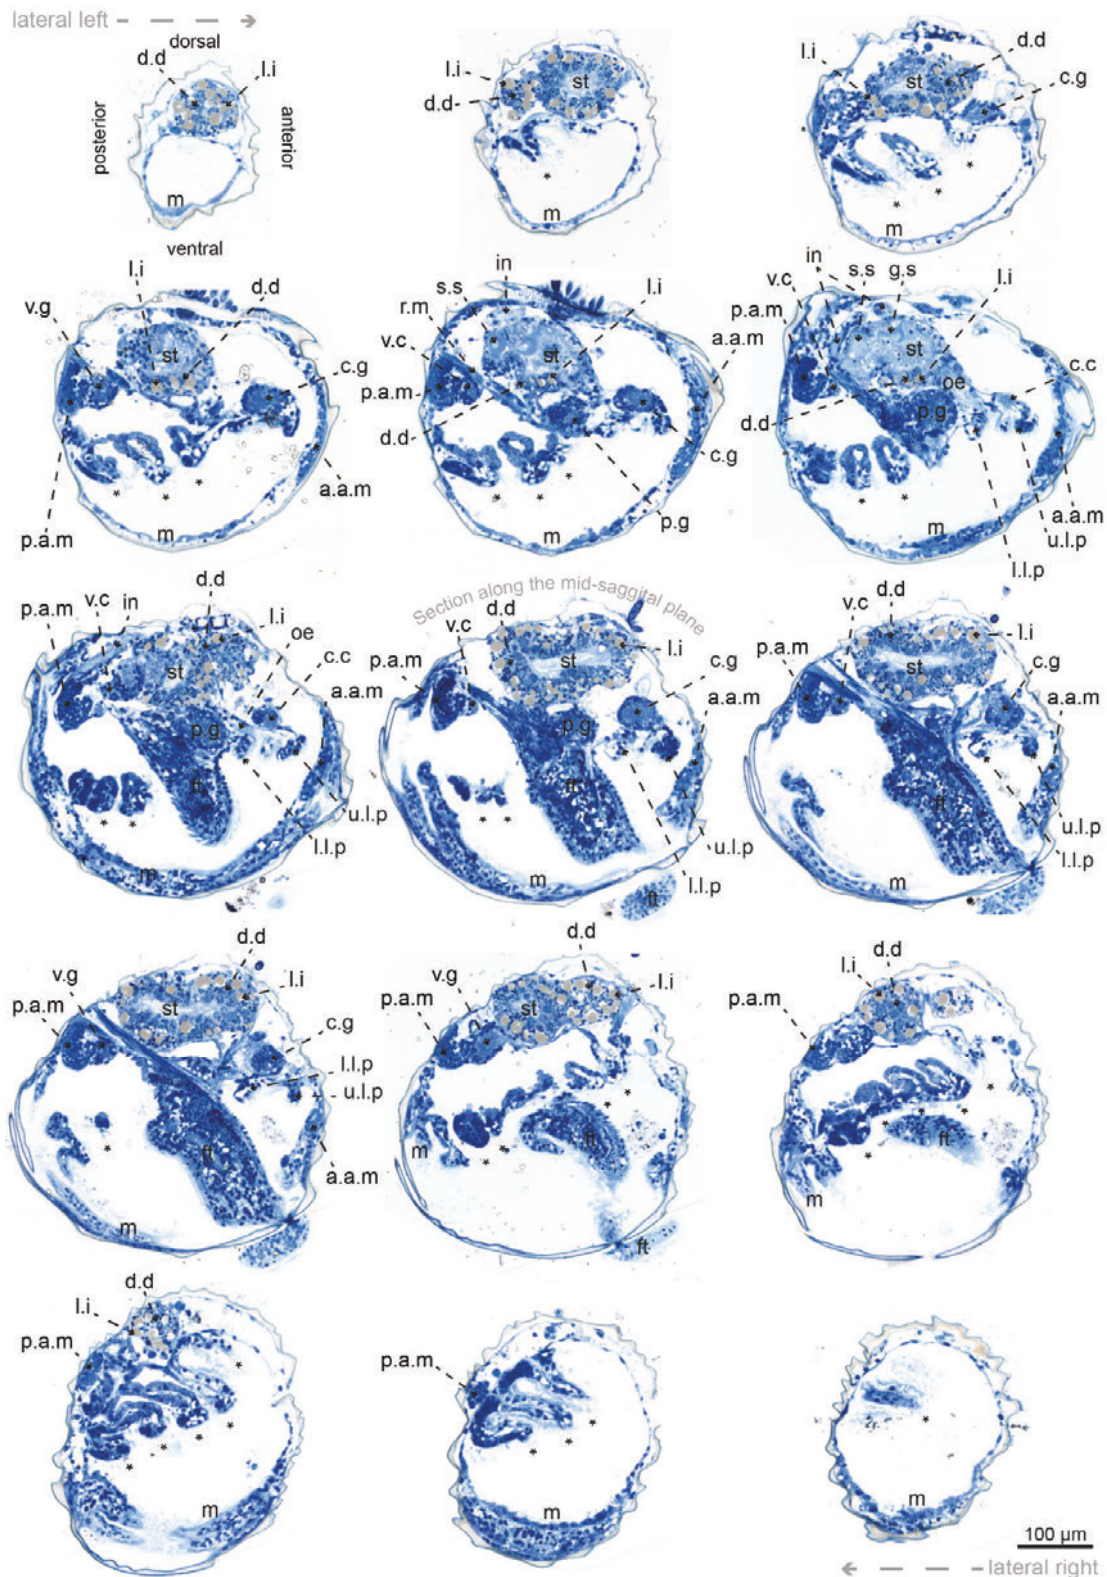 lateral left
dorsal
d.d
l.i
posterior
anterior
m
ventral
l.i
d.d
st
*
m
l.i
d.d
st
c.g
*
*
*
m
l.i
d.d
v.g
st
c.g
* * *
a.a.m
p.a.m
m
in
s.s
r.m
v.c
p.a.m
l.i
a.a.m
st
d.d
c.g
* * *
p.g
m
in
s.s
g.s
v.c
p.a.m
l.i
st
c.c
oe
d.d
p.g
* * *
a.a.m
m
u.l.p
l.l.p
d.d
p.a.m
v.c
in
l.i
oe
c.c
st
a.a.m
p.g
ft
* *
u.l.p
l.l.p
m
Section along the mid-saggital plane
d.d
v.c
p.a.m
l.i
st
c.g
a.a.m
p.g
ft
* *
u.l.p
m
l.l.p
ft
d.d
v.c
p.a.m
l.i
st
c.g
a.a.m
ft
u.l.p
l.l.p
m
d.d
v.g
l.i
p.a.m
st
c.g
l.l.p
u.l.p
*
ft
a.a.m
m
d.d
v.g
l.i
p.a.m
st
* *
m
* *
ft
ft
d.d
l.i
p.a.m
*
* *
*
ft
*
m
d.d
l.i
p.a.m
*
* * * *
m
p.a.m
*
* *
m
*
m
100 µm
lateral right